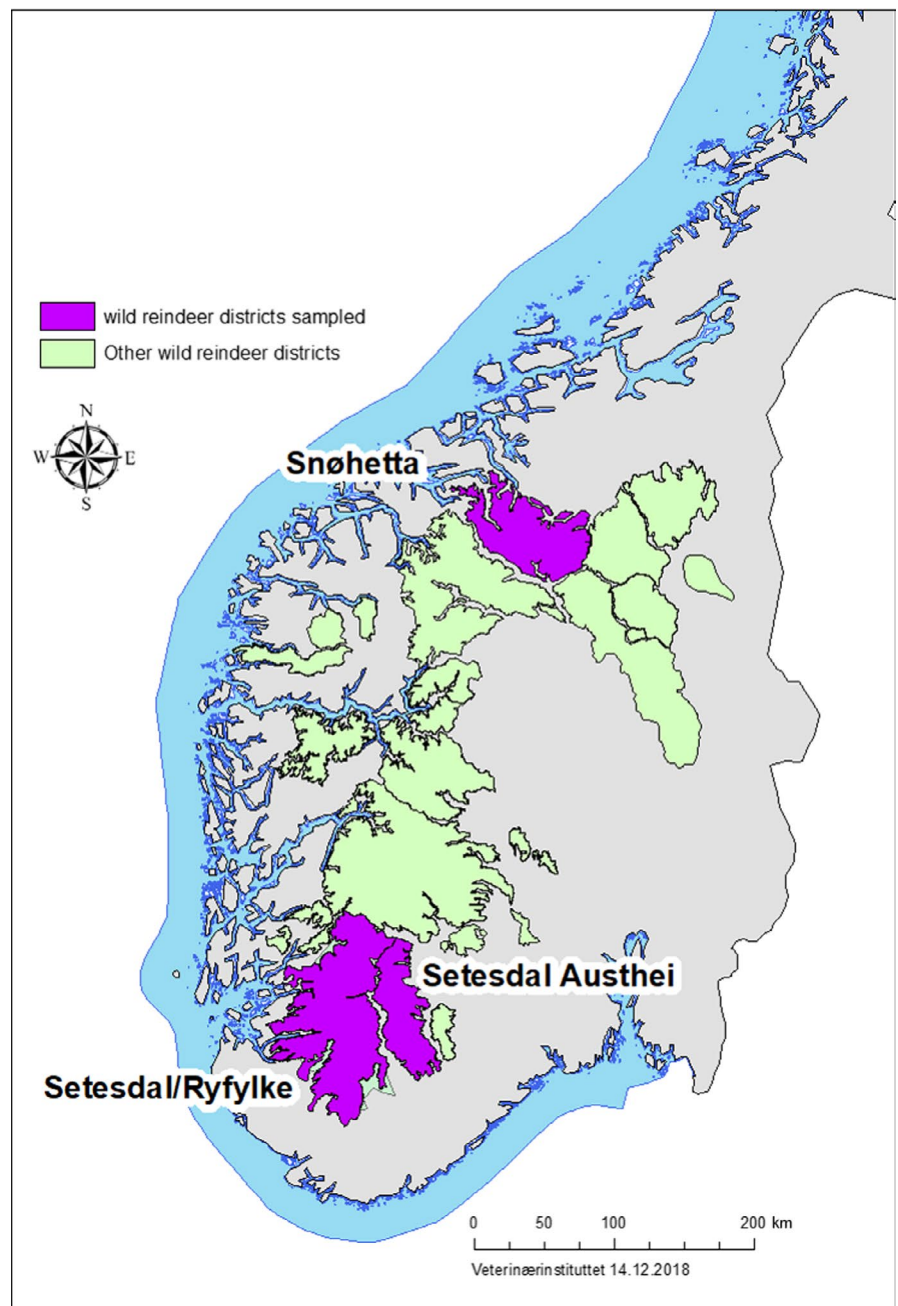 wild reindeer districts sampled
Other wild reindeer districts
N
W E
S
Snøhetta
Setesdal Austhei
Setesdal/Ryfylke
0 50 100 200 km
Veterinærinstituttet 14.12.2018